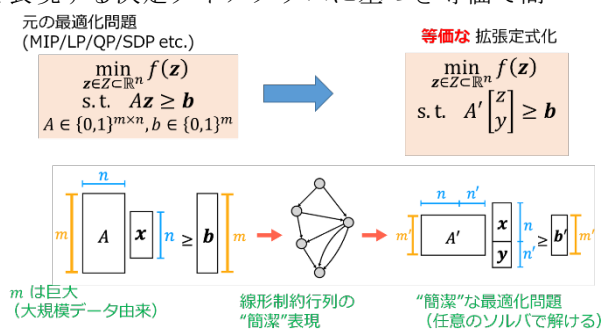 元の最適化問題
(MIP/LP/QP/SDP etc.)
min f(z)
z∈Z⊂ℝⁿ
s.t. Az ≥ b
A ∈ {0,1}^{m×n}, b ∈ {0,1}^m
等価な 拡張定式化
min f(z)
z∈Z⊂ℝⁿ
s.t. A′ [z y] ≥ b
n
m A x n ≥ b m
n n′
m′ A′ x y n n′ ≥ b′ m′
m は巨大
(大規模データ由来)
線形制約行列の
“簡潔”表現
“簡潔”な最適化問題
(任意のソルバで解ける)